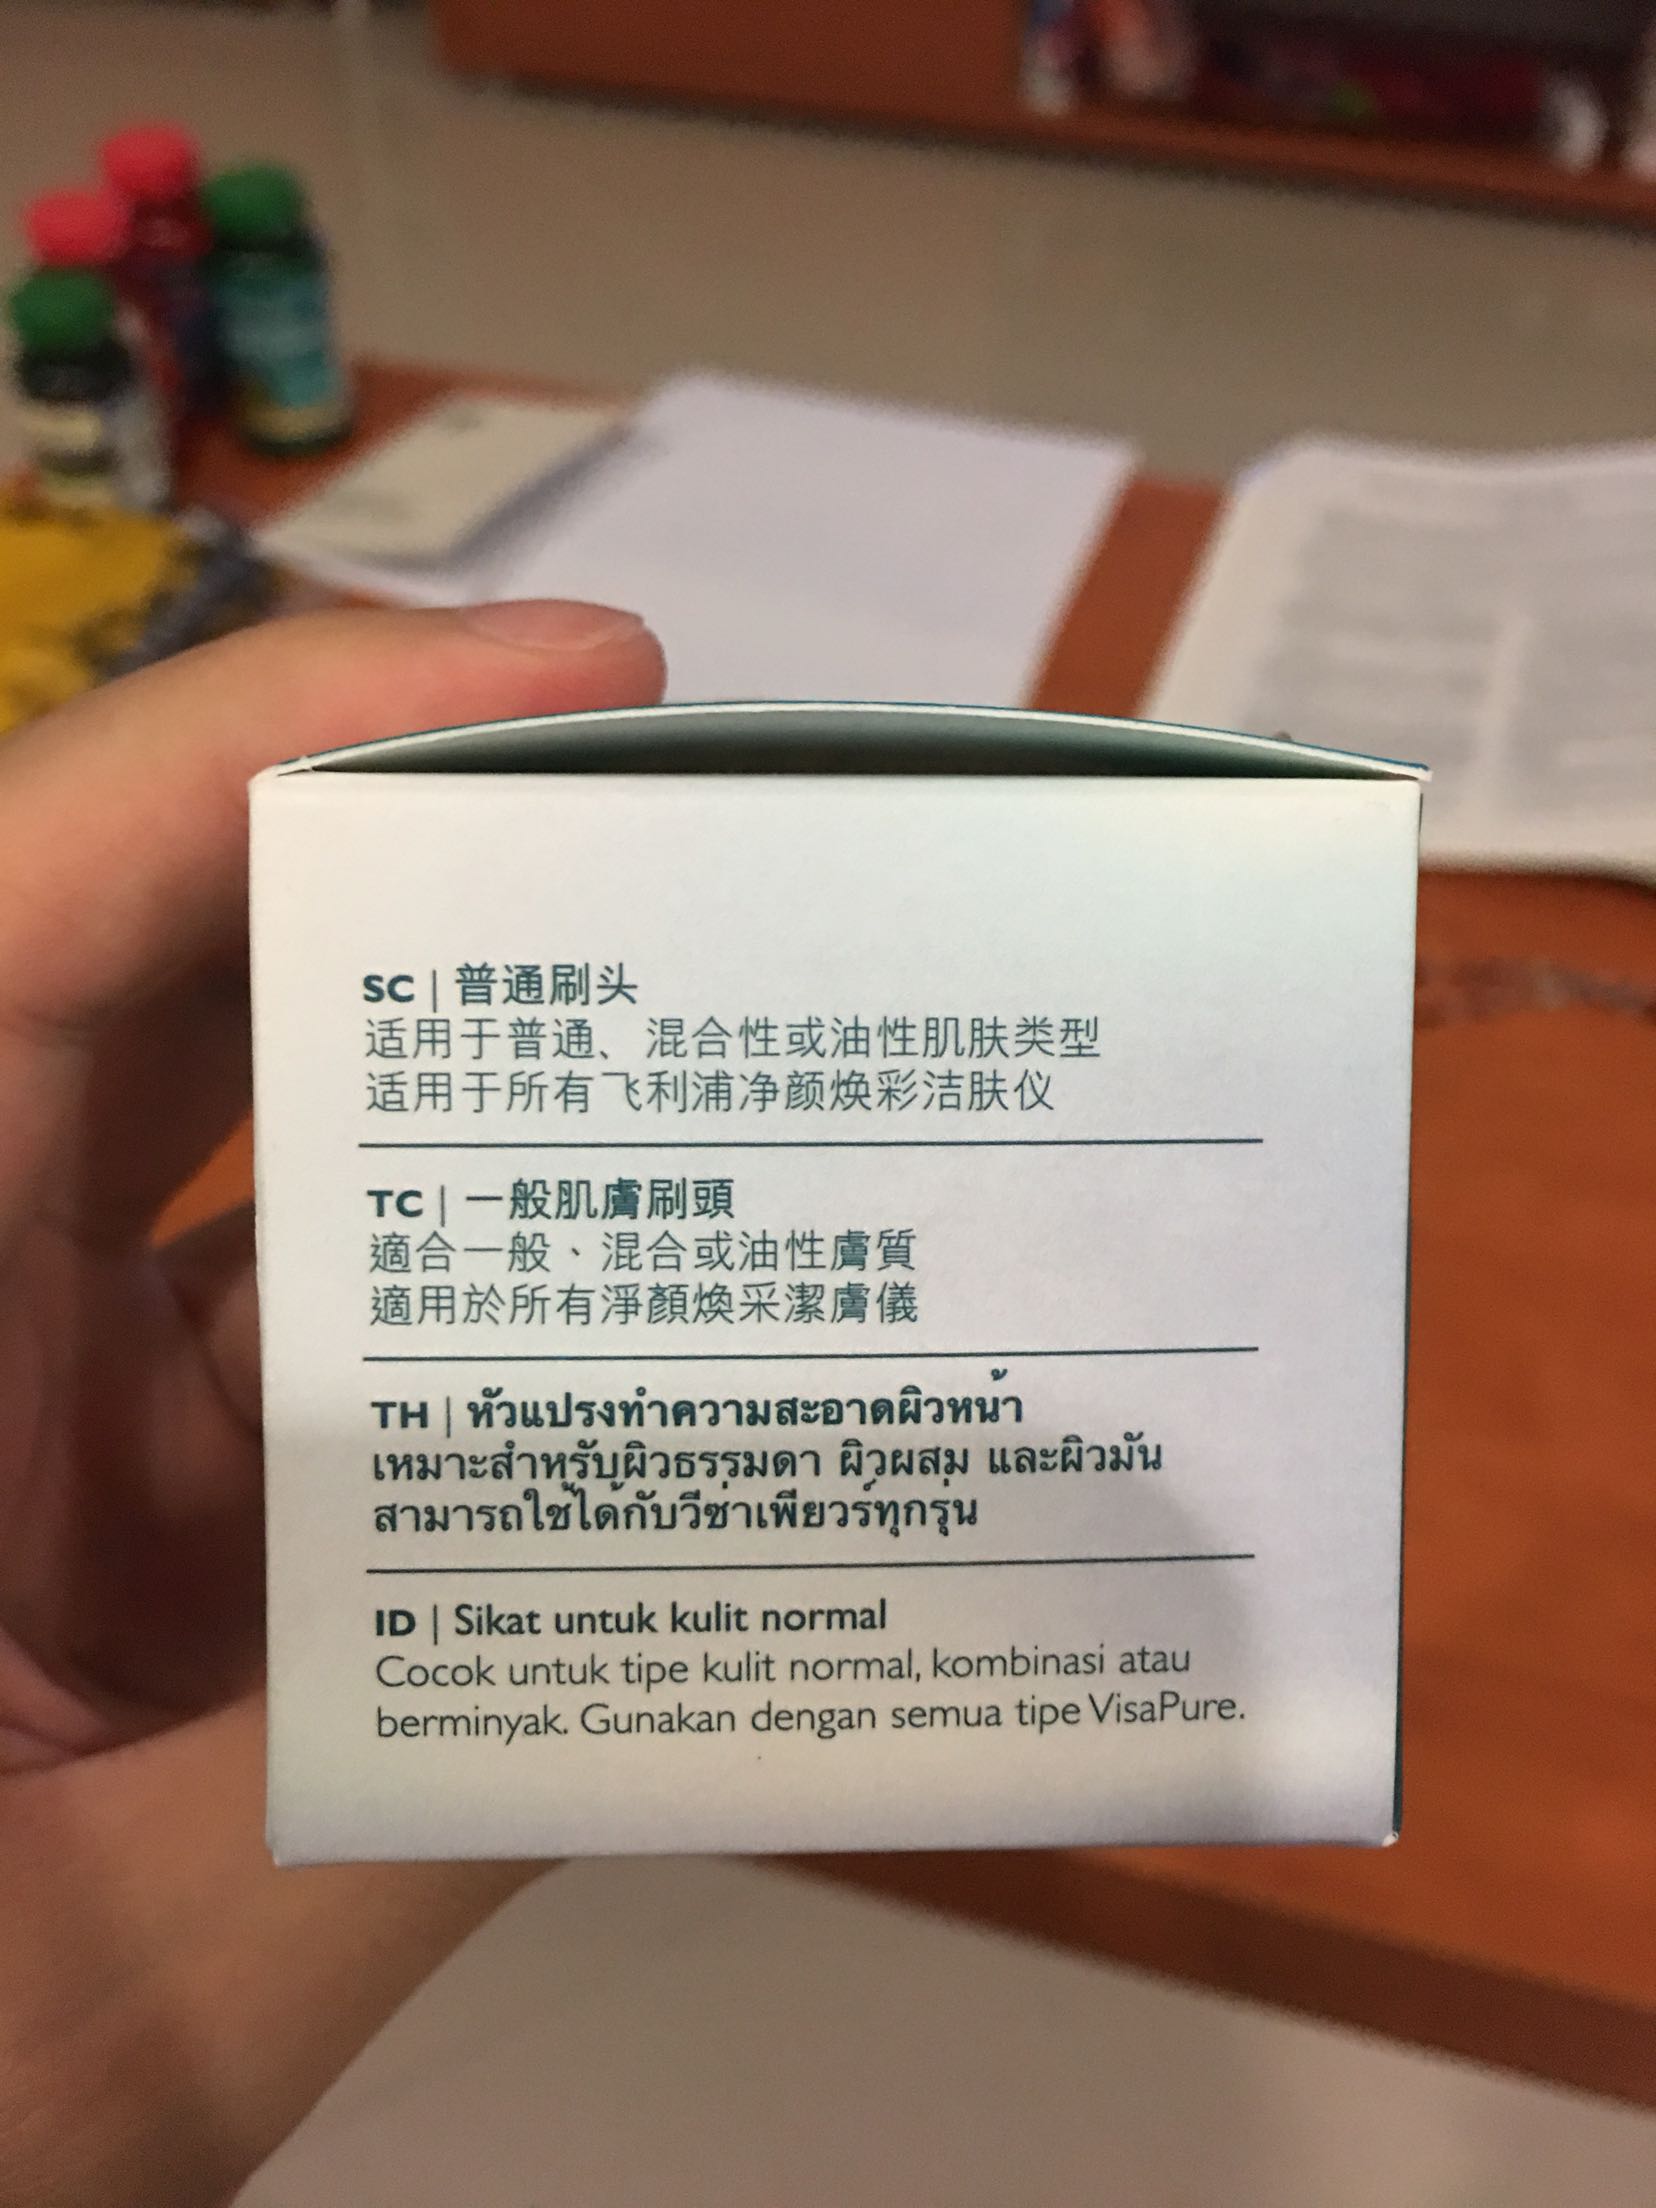 SC | 普通刷头
适用于普通、混合性或油性肌肤类型
适用于所有飞利浦净颜焕彩洁肤仪
TC | 一般肌膚刷頭
適合一般、混合或油性膚質
適用於所有淨顏煥采潔膚儀
TH | หัวแปรงทำความสะอาดผิวหน้า
เหมาะสำหรับผิวธรรมดา ผิวผสม และผิวมัน
สามารถใช้ได้กับวีซ่าเพียวร์ทุกรุ่น
ID | Sikat untuk kulit normal
Cocok untuk tipe kulit normal, kombinasi atau
berminyak. Gunakan dengan semua tipe VisaPure.